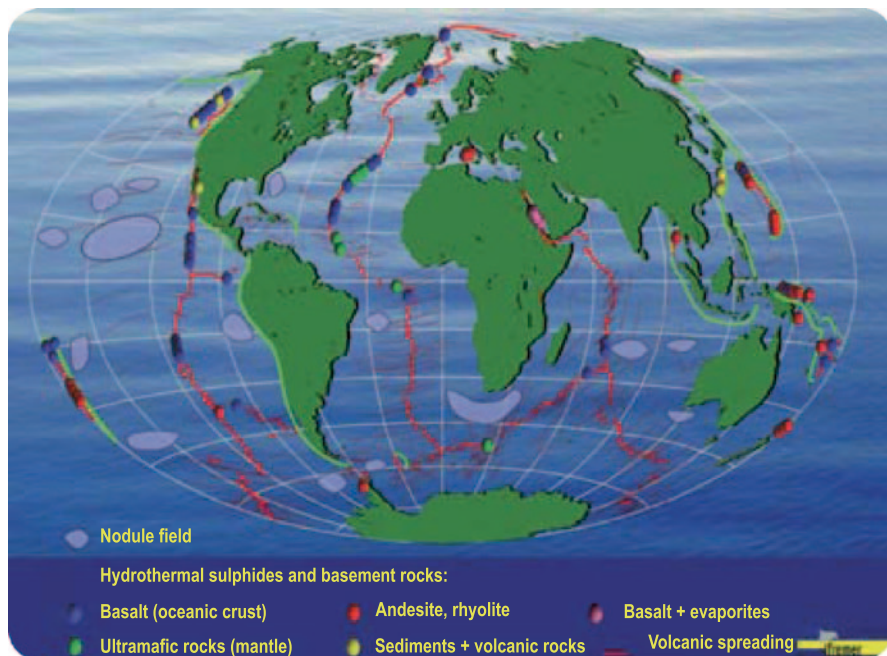 Nodule field
Hydrothermal sulphides and basement rocks:
Basalt (oceanic crust)
Andesite, rhyolite
Basalt + evaporites
Ultramafic rocks (mantle)
Sediments + volcanic rocks
Volcanic spreading
Ifremer